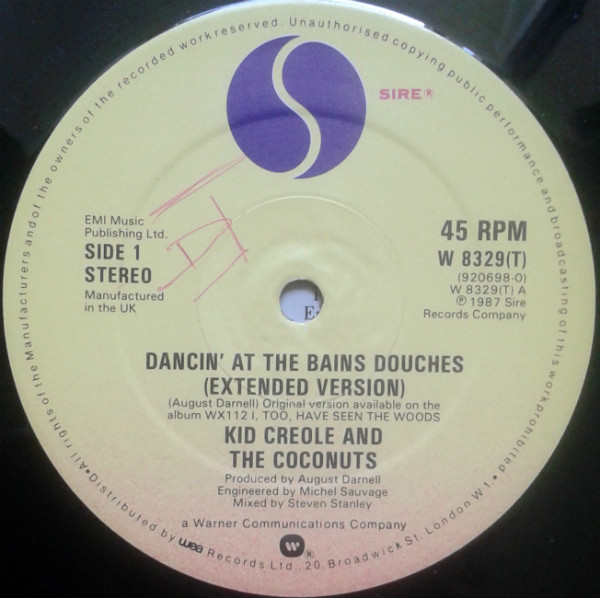 All rights of the Manufacturers and of the owners of the recorded work reserved. Unauthorised copying public performance and broadcasting of this work prohibited
SIRE®
EMI Music
Publishing Ltd.
SIDE 1
STEREO
Manufactured
in the UK
45 RPM
W 8329(T)
(920698-0)
W 8329(T) A
℗ 1987 Sire
Records Company
DANCIN' AT THE BAINS DOUCHES
(EXTENDED VERSION)
(August Darnell) Original version available on the
album WX112 I, TOO, HAVE SEEN THE WOODS
KID CREOLE AND
THE COCONUTS
Produced by August Darnell
Engineered by Michel Sauvage
Mixed by Steven Stanley
a Warner Communications Company
®
•Distributed by wea Records Ltd., 20, Broadwick St. London W1.•